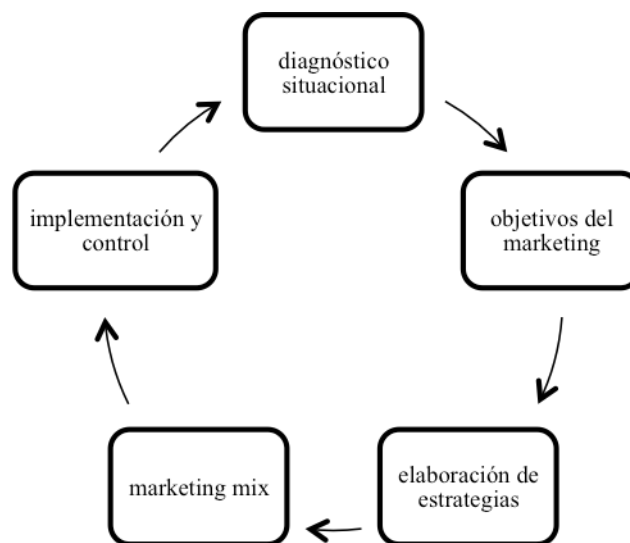 diagnóstico
situacional
objetivos del
marketing
elaboración de
estrategias
marketing mix
implementación y
control